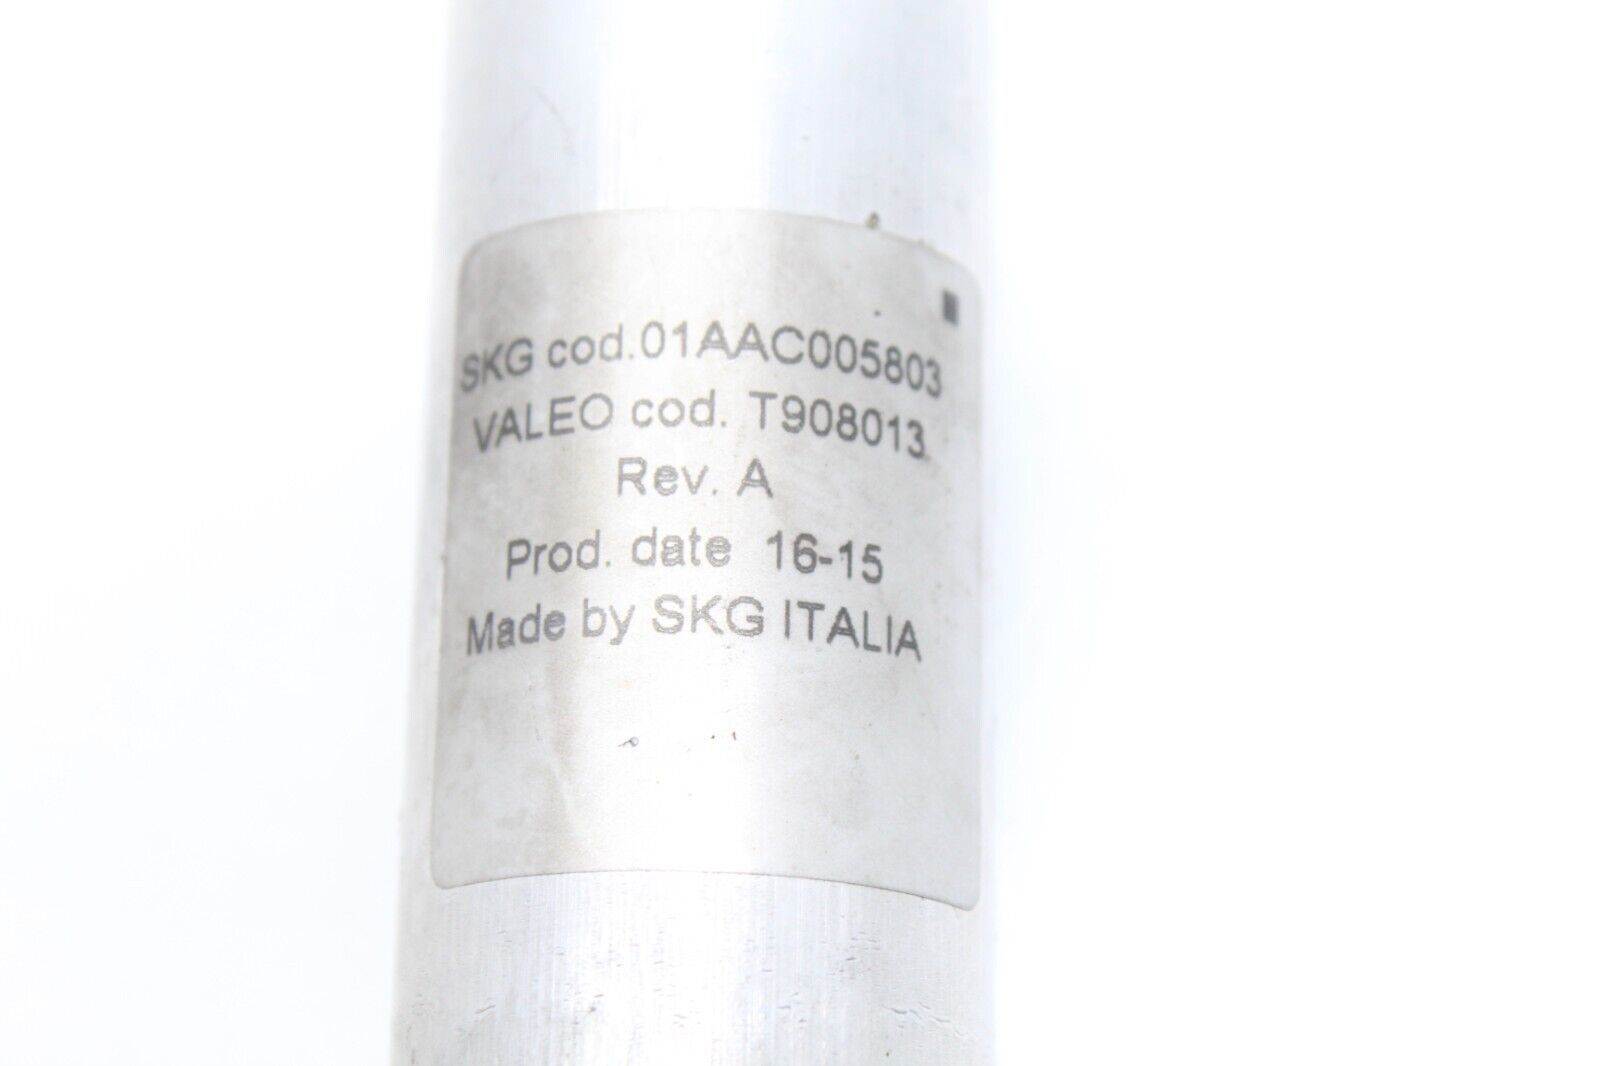 SKG cod.01AAC005803
VALEO cod. T908013
Rev. A
Prod. date 16-15
Made by SKG ITALIA